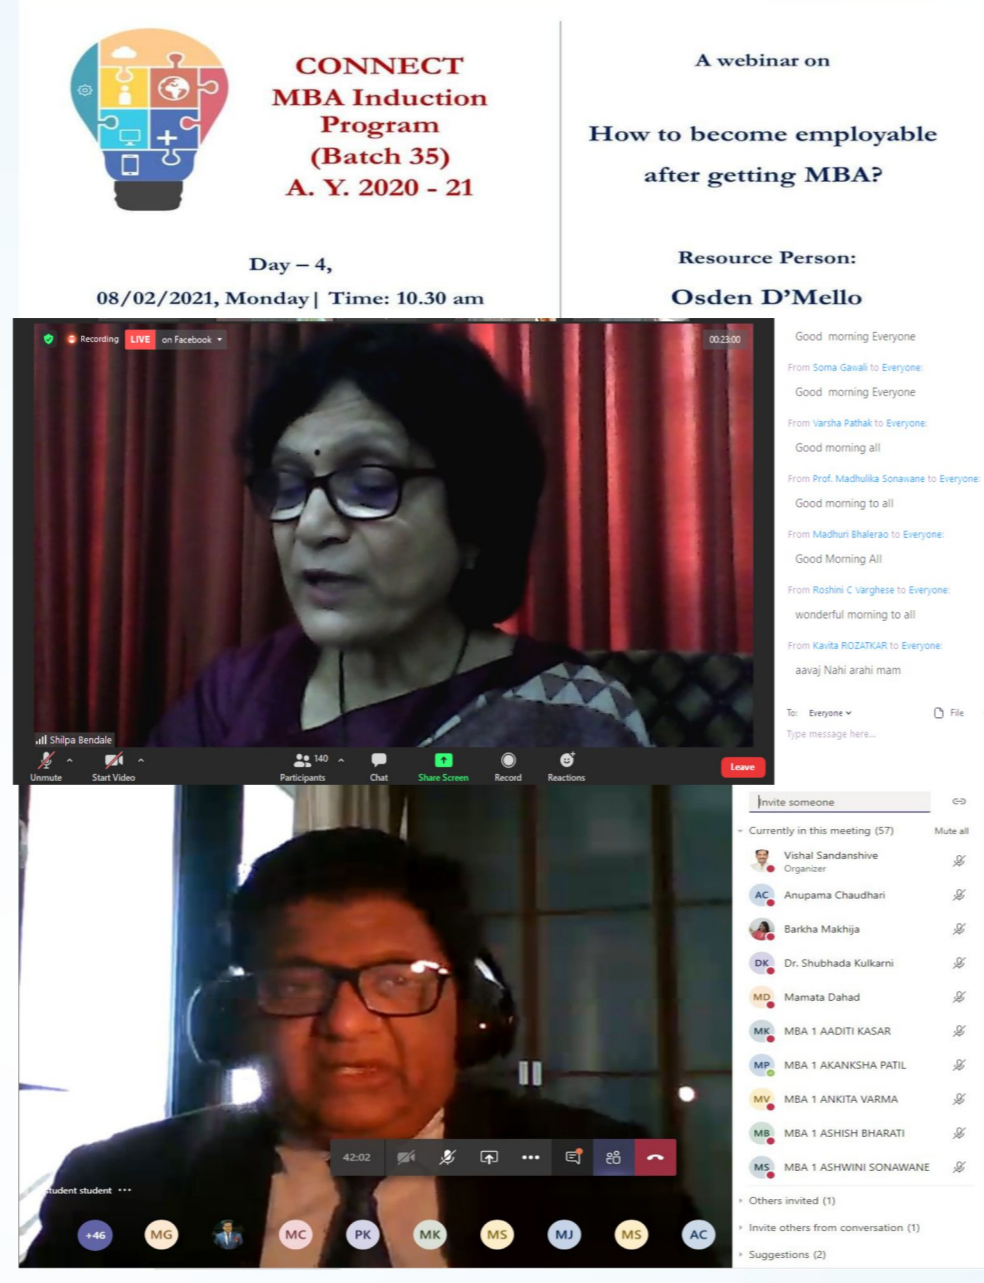 CONNECT
MBA Induction
Program
(Batch 35)
A. Y. 2020 - 21
Day – 4,
08/02/2021, Monday| Time: 10.30 am
A webinar on
How to become employable
after getting MBA?
Resource Person:
Osden D'Mello
Recording LIVE on Facebook
00:23:00
Shilpa Bendale
Unmute
Start Video
140
Participants
Chat
Share Screen
Record
Reactions
Leave
Good morning Everyone
From Soma Gawali to Everyone:
Good morning Everyone
From Varsha Pathak to Everyone:
Good morning all
From Prof. Madhulika Sonawane to Everyone:
Good morning to all
From Madhuri Bhalerao to Everyone:
Good Morning All
From Roshini C Varghese to Everyone:
wonderful morning to all
From Kavita ROZATKAR to Everyone:
aavaj Nahi arahi mam
To: Everyone
File
Type message here...
42:02
student student •••
+46
MG
MC
PK
MK
MS
MJ
MS
AC
Invite someone
Currently in this meeting (57)
Mute all
Vishal Sandanshive
Organizer
AC Anupama Chaudhari
Barkha Makhija
DK Dr. Shubhada Kulkarni
MD Mamata Dahad
MK MBA 1 AADITI KASAR
MP MBA 1 AKANKSHA PATIL
MV MBA 1 ANKITA VARMA
MB MBA 1 ASHISH BHARATI
MS MBA 1 ASHWINI SONAWANE
Others invited (1)
Invite others from conversation (1)
Suggestions (2)